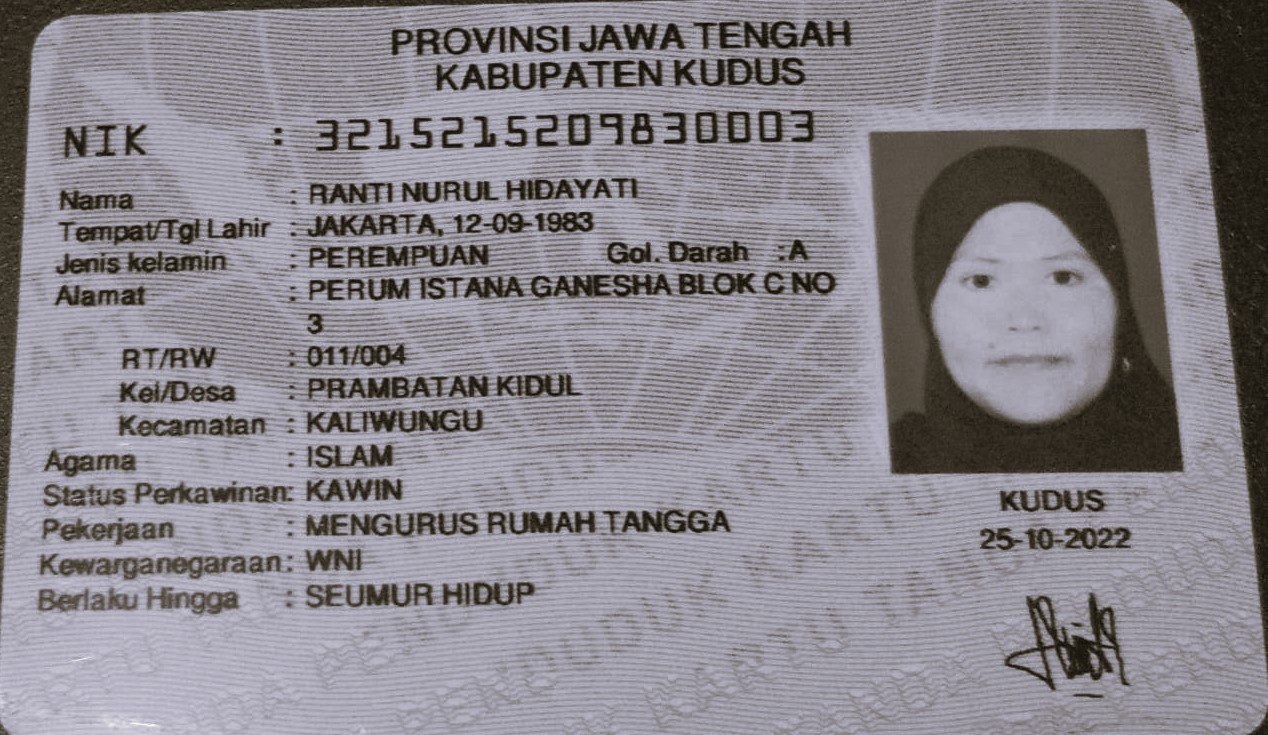 PROVINSI JAWA TENGAH
KABUPATEN KUDUS
NIK : 3215215209830003
Nama : RANTI NURUL HIDAYATI
Tempat/Tgl Lahir : JAKARTA, 12-09-1983
Jenis kelamin : PEREMPUAN Gol. Darah :A
Alamat : PERUM ISTANA GANESHA BLOK C NO
3
RT/RW : 011/004
Kel/Desa : PRAMBATAN KIDUL
Kecamatan : KALIWUNGU
Agama : ISLAM
Status Perkawinan: KAWIN
Pekerjaan : MENGURUS RUMAH TANGGA
Kewarganegaraan: WNI
Berlaku Hingga : SEUMUR HIDUP
KUDUS
25-10-2022